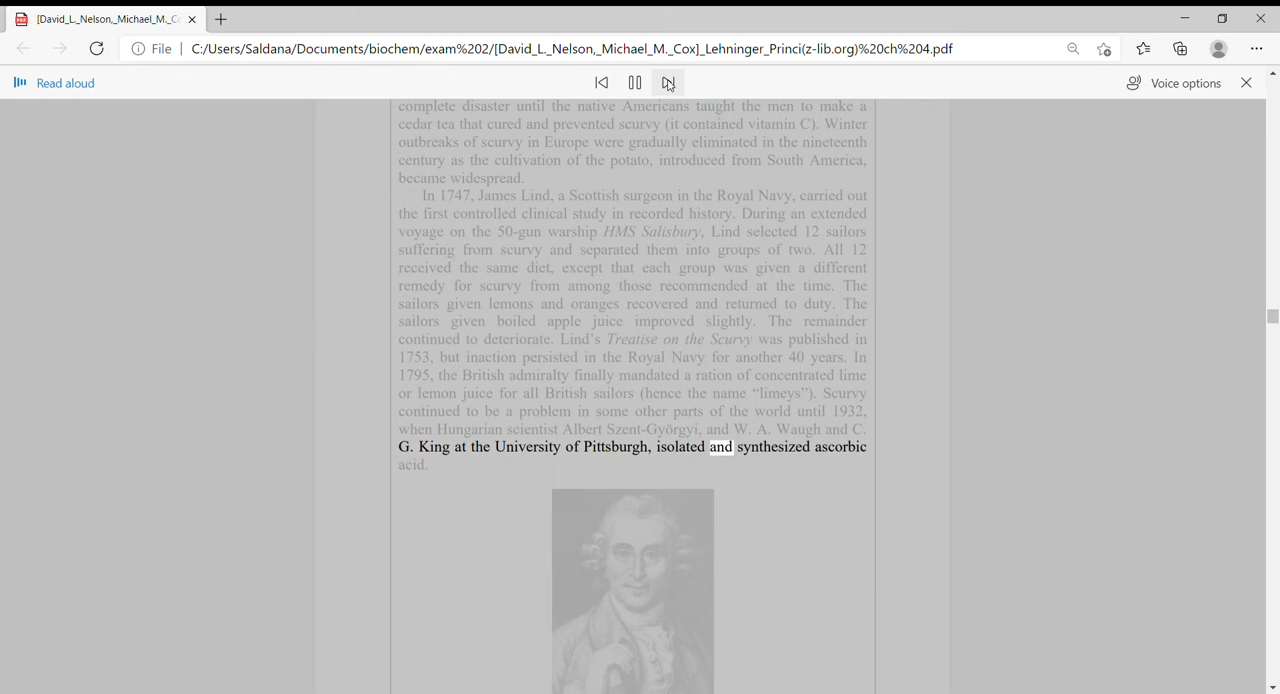 [David_L._Nelson,_Michael_M._Co
File
C:/Users/Saldana/Documents/biochem/exam%202/[David_L._Nelson,_Michael_M._Cox]_Lehninger_Princi(z-lib.org)%20ch%204.pdf
Read aloud
Voice options
complete disaster until the native Americans taught the men to make a
cedar tea that cured and prevented scurvy (it contained vitamin C). Winter
outbreaks of scurvy in Europe were gradually eliminated in the nineteenth
century as the cultivation of the potato, introduced from South America,
became widespread.
In 1747, James Lind, a Scottish surgeon in the Royal Navy, carried out
the first controlled clinical study in recorded history. During an extended
voyage on the 50-gun warship HMS Salisbury, Lind selected 12 sailors
suffering from scurvy and separated them into groups of two. All 12
received the same diet, except that each group was given a different
remedy for scurvy from among those recommended at the time. The
sailors given lemons and oranges recovered and returned to duty. The
sailors given boiled apple juice improved slightly. The remainder
continued to deteriorate. Lind's Treatise on the Scurvy was published in
1753, but inaction persisted in the Royal Navy for another 40 years. In
1795, the British admiralty finally mandated a ration of concentrated lime
or lemon juice for all British sailors (hence the name “limeys”). Scurvy
continued to be a problem in some other parts of the world until 1932,
when Hungarian scientist Albert Szent-Györgyi, and W. A. Waugh and C.
G. King at the University of Pittsburgh, isolated and synthesized ascorbic
acid.